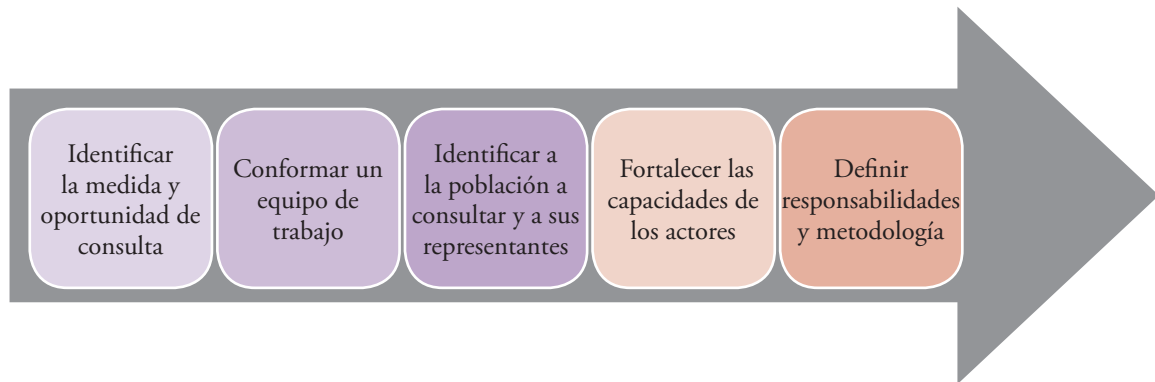 Identificar
la medida y
oportunidad de
consulta
Conformar un
equipo de
trabajo
Identificar a
la población a
consultar y a sus
representantes
Fortalecer las
capacidades de
los actores
Definir
responsabilidades
y metodología